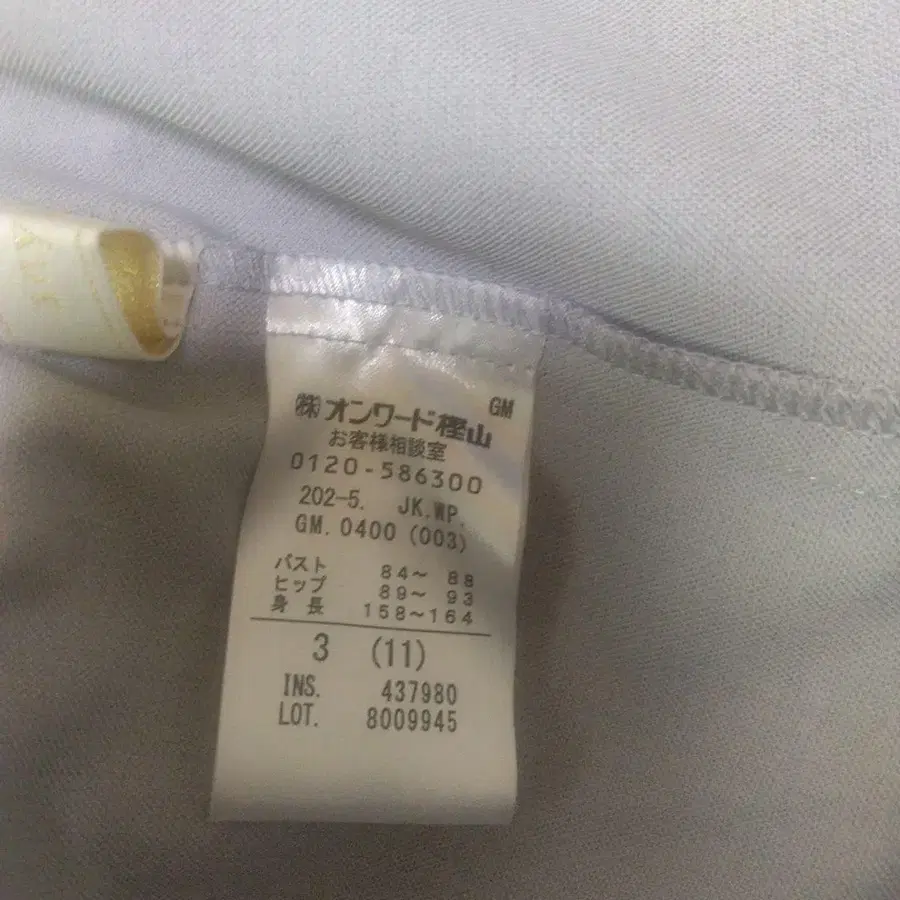 GM
㈱オンワード樫山
お客様相談室
0120-586300
202-5. JK.WP.
GM.0400 (003)
バスト 84～ 88
ヒップ 89～ 93
身 長 158～164
3 (11)
INS. 437980
LOT. 8009945